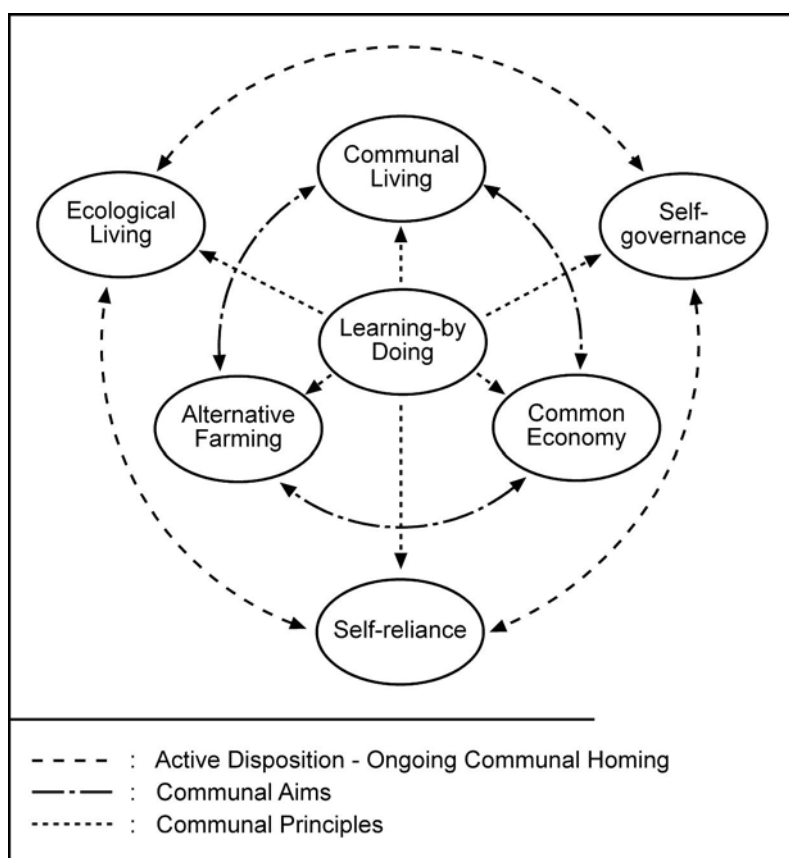 Communal
Living
Ecological
Living
Self-
governance
Learning-by
Doing
Alternative
Farming
Common
Economy
Self-reliance
: Active Disposition - Ongoing Communal Homing
: Communal Aims
: Communal Principles